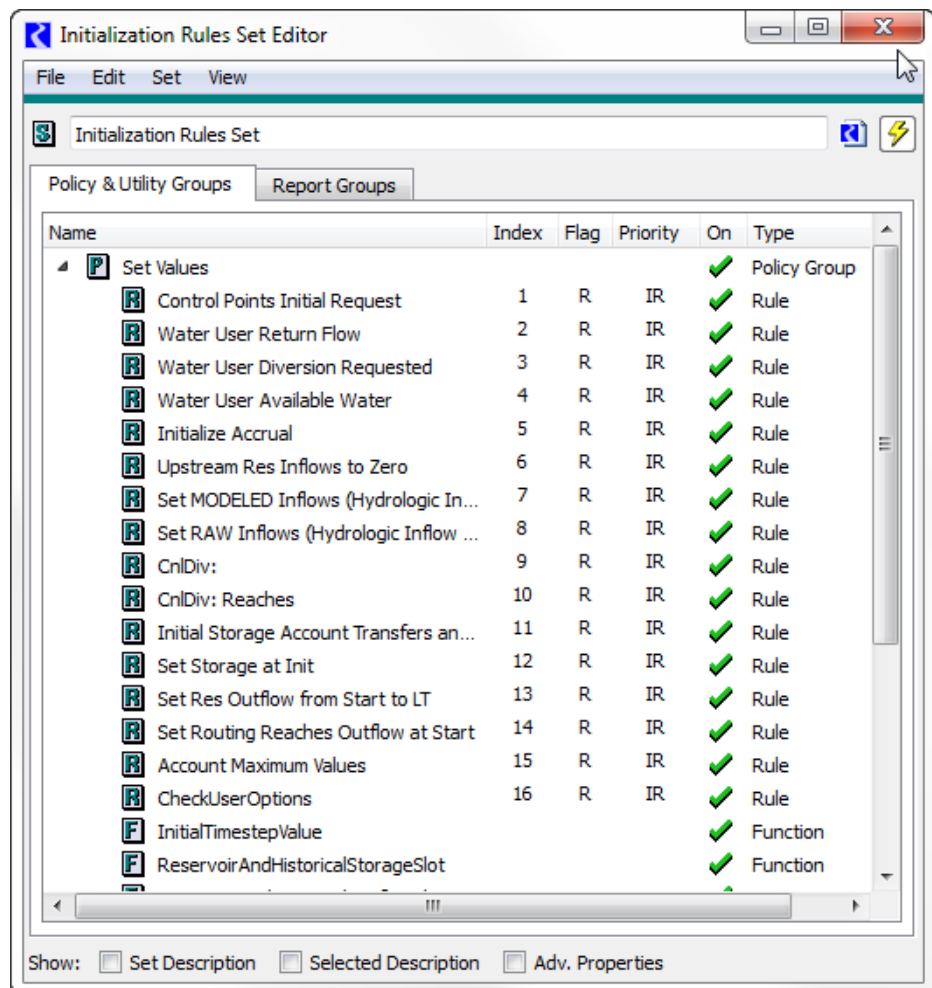 Initialization Rules Set Editor
File Edit Set View
S Initialization Rules Set
Policy & Utility Groups Report Groups
Name Index Flag Priority On Type
P Set Values Policy Group
R Control Points Initial Request 1 R IR Rule
R Water User Return Flow 2 R IR Rule
R Water User Diversion Requested 3 R IR Rule
R Water User Available Water 4 R IR Rule
R Initialize Accrual 5 R IR Rule
R Upstream Res Inflows to Zero 6 R IR Rule
R Set MODELED Inflows (Hydrologic In... 7 R IR Rule
R Set RAW Inflows (Hydrologic Inflow ... 8 R IR Rule
R CnlDiv: 9 R IR Rule
R CnlDiv: Reaches 10 R IR Rule
R Initial Storage Account Transfers an... 11 R IR Rule
R Set Storage at Init 12 R IR Rule
R Set Res Outflow from Start to LT 13 R IR Rule
R Set Routing Reaches Outflow at Start 14 R IR Rule
R Account Maximum Values 15 R IR Rule
R CheckUserOptions 16 R IR Rule
F InitialTimestepValue Function
F ReservoirAndHistoricalStorageSlot Function
Show: Set Description Selected Description Adv. Properties